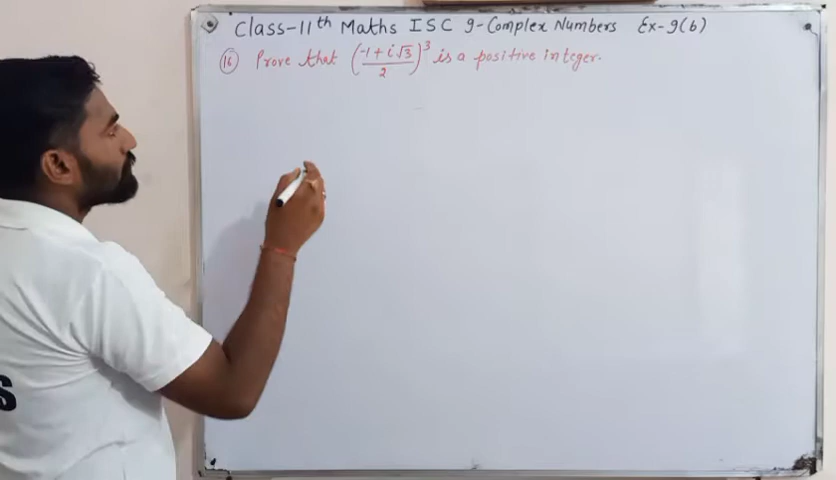 Class-11th Maths ISC 9-Complex Numbers Ex-9(b)
(16) Prove that ((-1+i√3)/2)^3 is a positive integer.
S